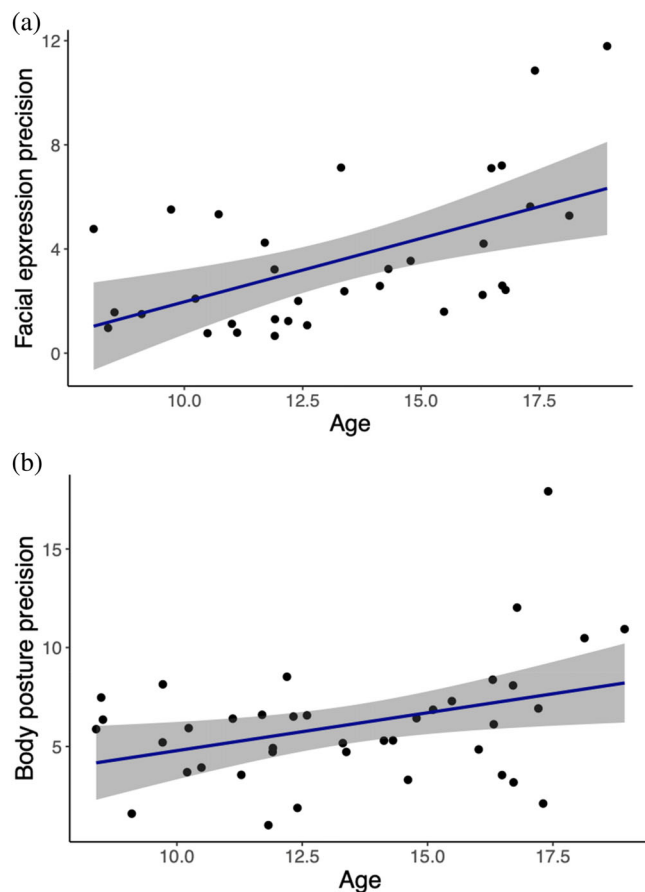 (a)
Facial epxression precision
12
8
4
0
10.0 12.5 15.0 17.5
Age
(b)
Body posture precision
15
10
5
10.0 12.5 15.0 17.5
Age